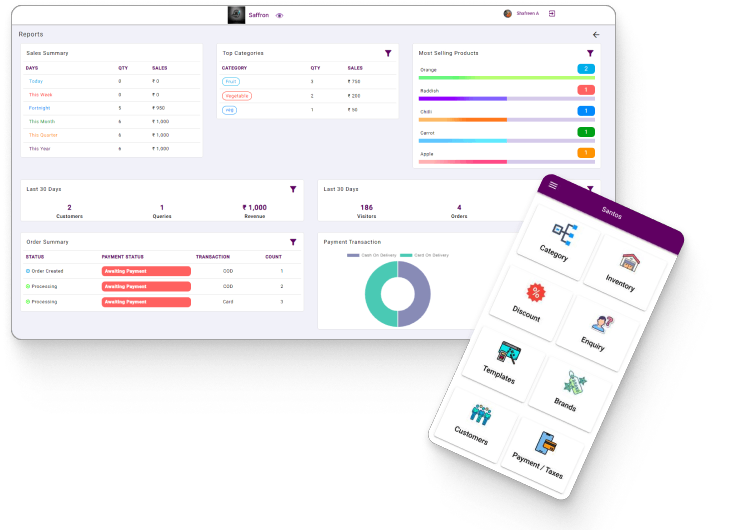 Saffron
Shafreen A
Reports
Sales Summary
DAYS QTY SALES
Today 0 ₹ 0
This Week 0 ₹ 0
Fortnight 5 ₹ 950
This Month 6 ₹ 1,000
This Quarter 6 ₹ 1,000
This Year 6 ₹ 1,000
Top Categories
CATEGORY QTY SALES
Fruit 3 ₹ 750
Vegetable 2 ₹ 200
veg 1 ₹ 50
Most Selling Products
Orange 2
Raddish 1
Chilli 1
Carrot 1
Apple 1
Last 30 Days
2 1 ₹ 1,000
Customers Queries Revenue
Last 30 Days
186 4
Visitors Orders
Order Summary
STATUS PAYMENT STATUS TRANSACTION COUNT
Order Created Awaiting Payment COD 1
Processing Awaiting Payment COD 2
Processing Awaiting Payment Card 3
Payment Transaction
Cash On Delivery Card On Delivery
Santos
Category
Inventory
Discount
Enquiry
Templates
Brands
Customers
Payment / Taxes